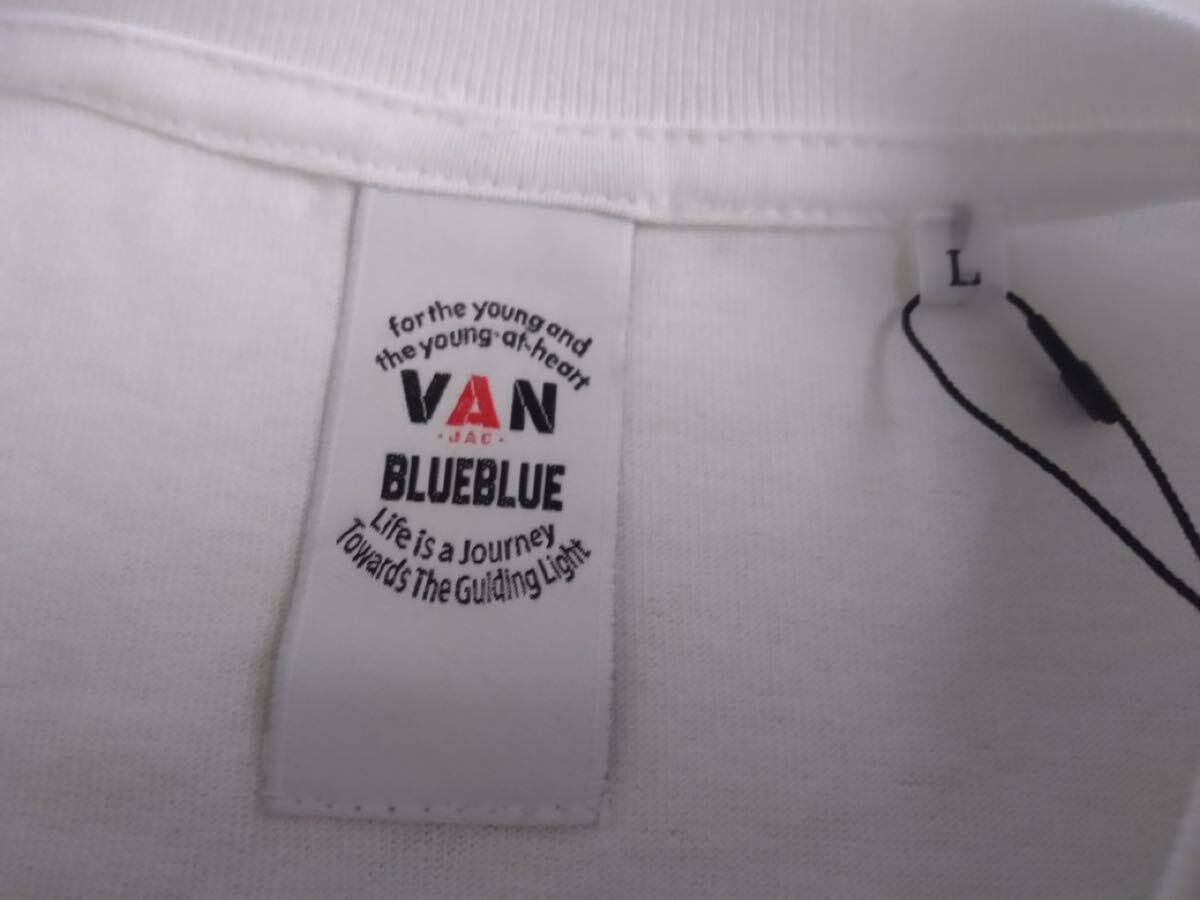 for the young and
the young-at-heart
VAN
·JAC·
BLUEBLUE
Life is a Journey
Towards The Guiding Light
L